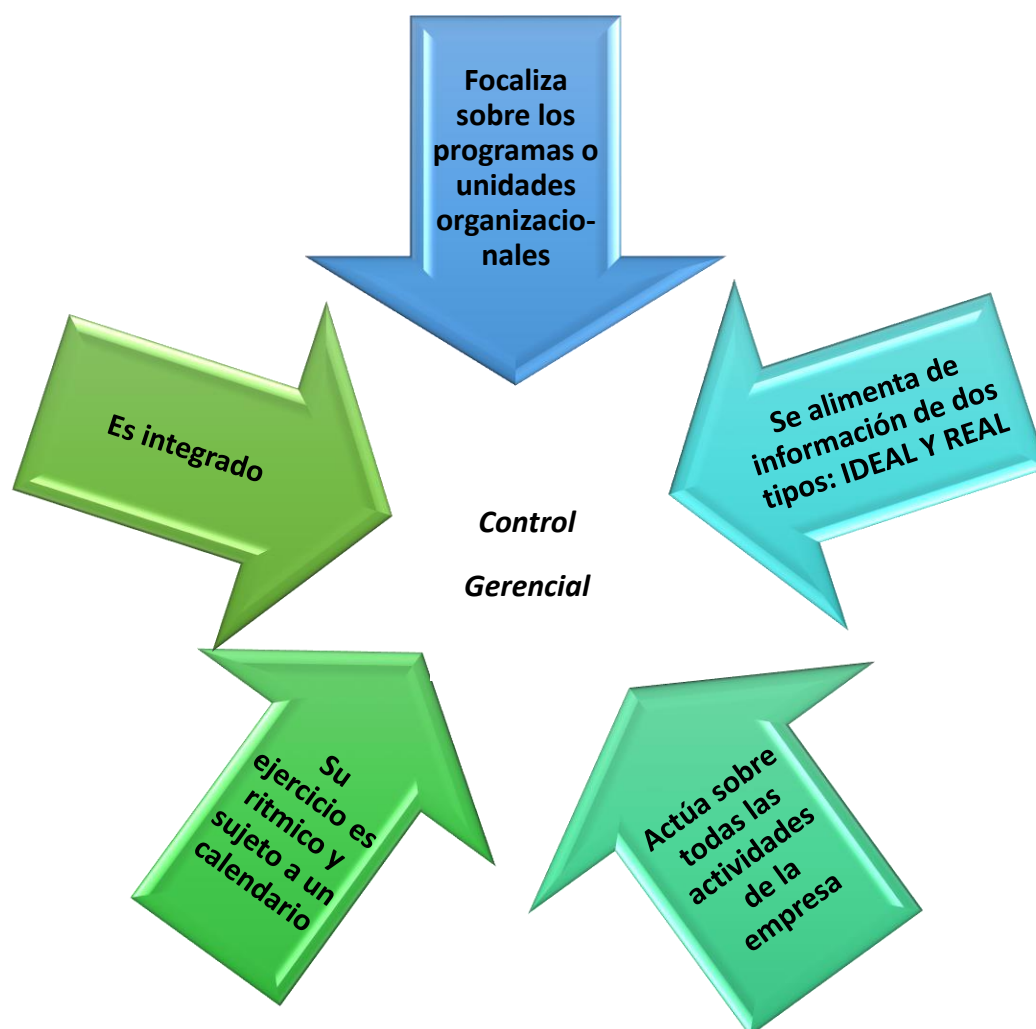 Focaliza
sobre los
programas o
unidades
organizacio-
nales
Se alimenta de
información de dos
tipos: IDEAL Y REAL
Actúa sobre
todas las
actividades
de la
empresa
Su
ejercicio es
ritmico y
sujeto a un
calendario
Es integrado
Control
Gerencial